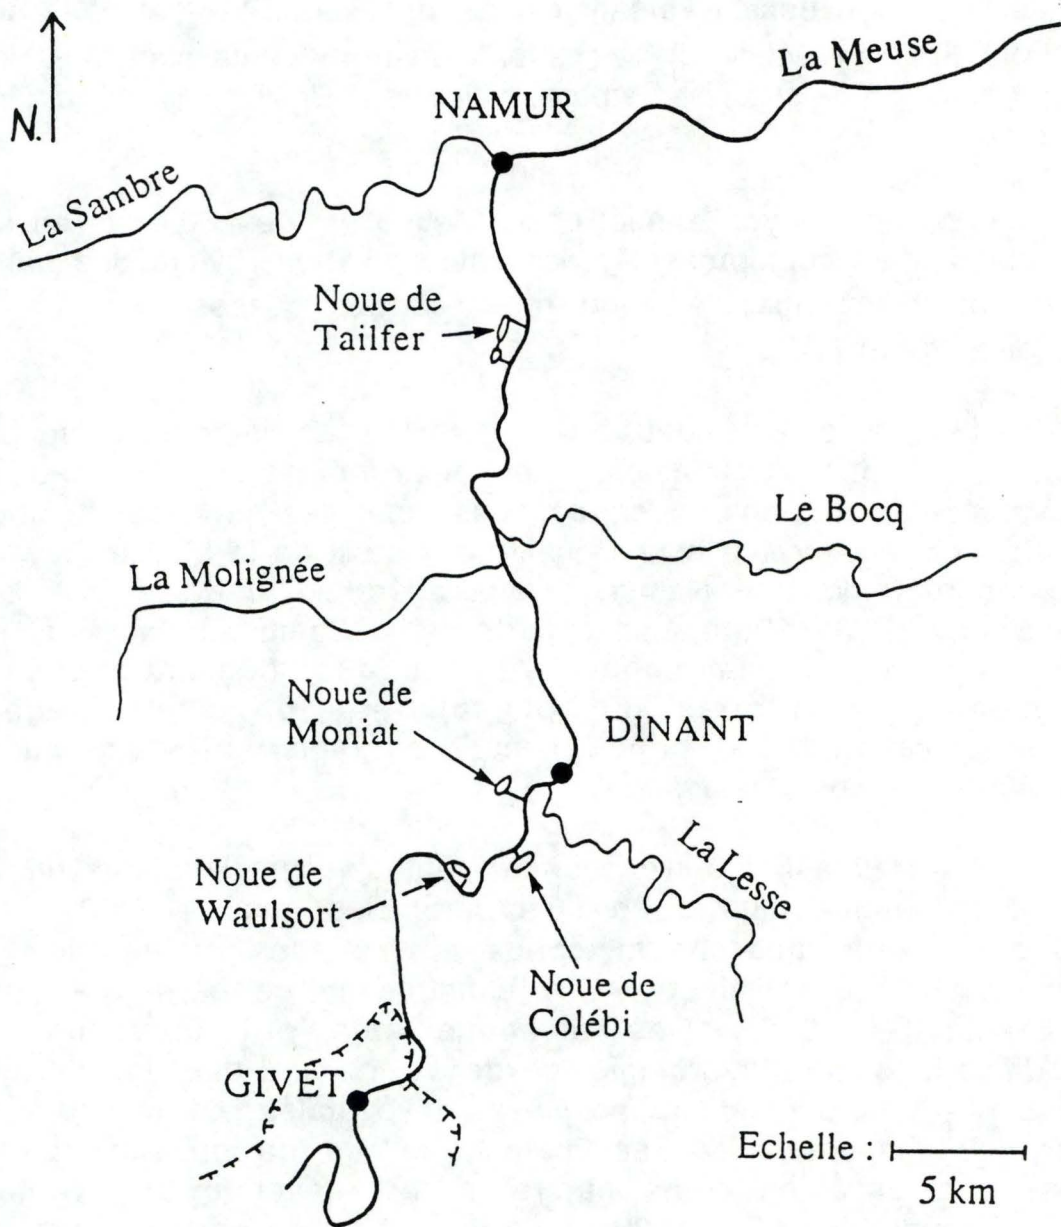 La Meuse
NAMUR
N.
La Sambre
Noue de
Tailfer
Le Bocq
La Molignée
Noue de
Moniat
DINANT
La Lesse
Noue de
Waulsort
Noue de
Colébi
GIVET
Echelle :
5 km